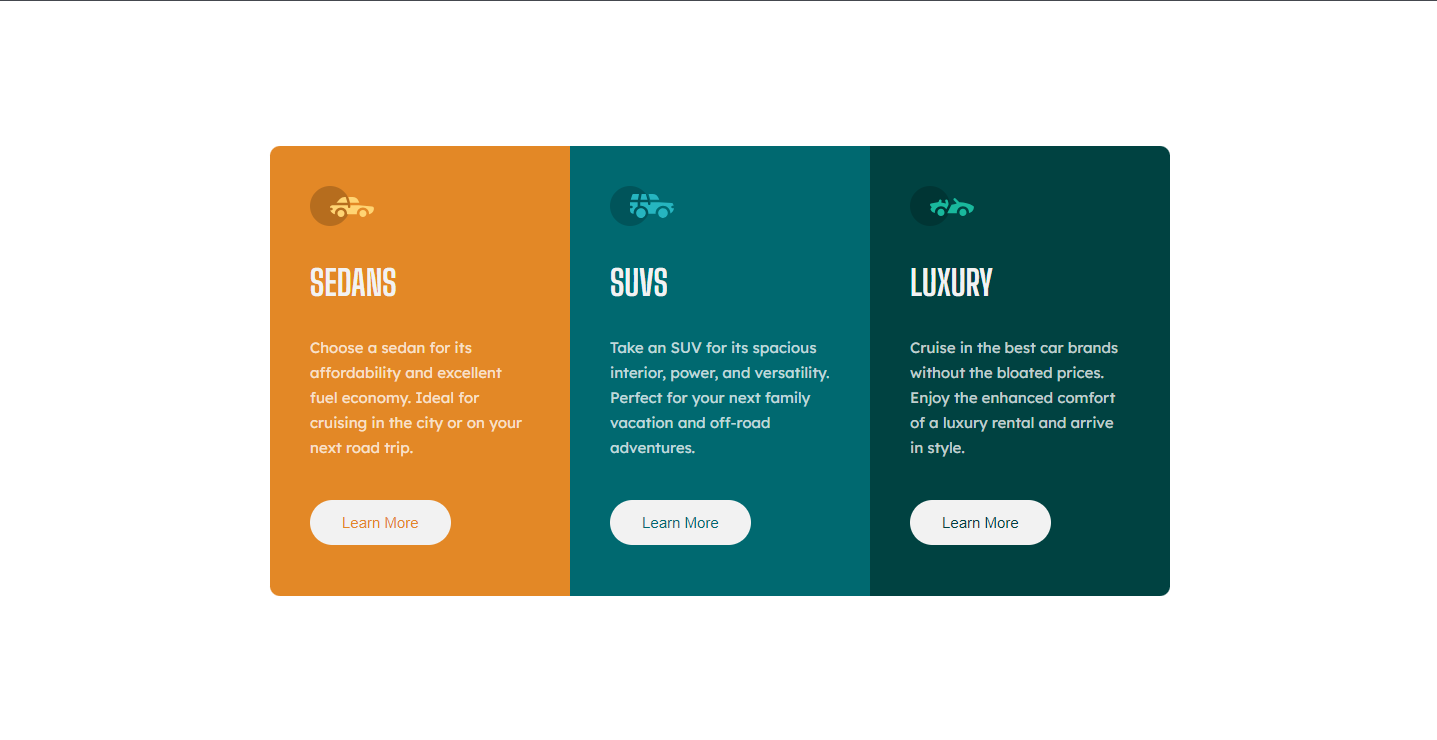 SEDANS
Choose a sedan for its
affordability and excellent
fuel economy. Ideal for
cruising in the city or on your
next road trip.
Learn More
SUVS
Take an SUV for its spacious
interior, power, and versatility.
Perfect for your next family
vacation and off-road
adventures.
Learn More
LUXURY
Cruise in the best car brands
without the bloated prices.
Enjoy the enhanced comfort
of a luxury rental and arrive
in style.
Learn More